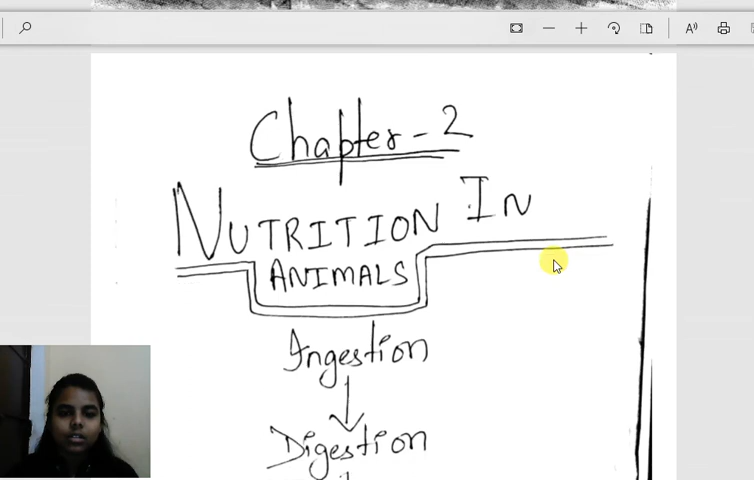 Chapter-2
NUTRITION IN
ANIMALS
Ingestion
Digestion